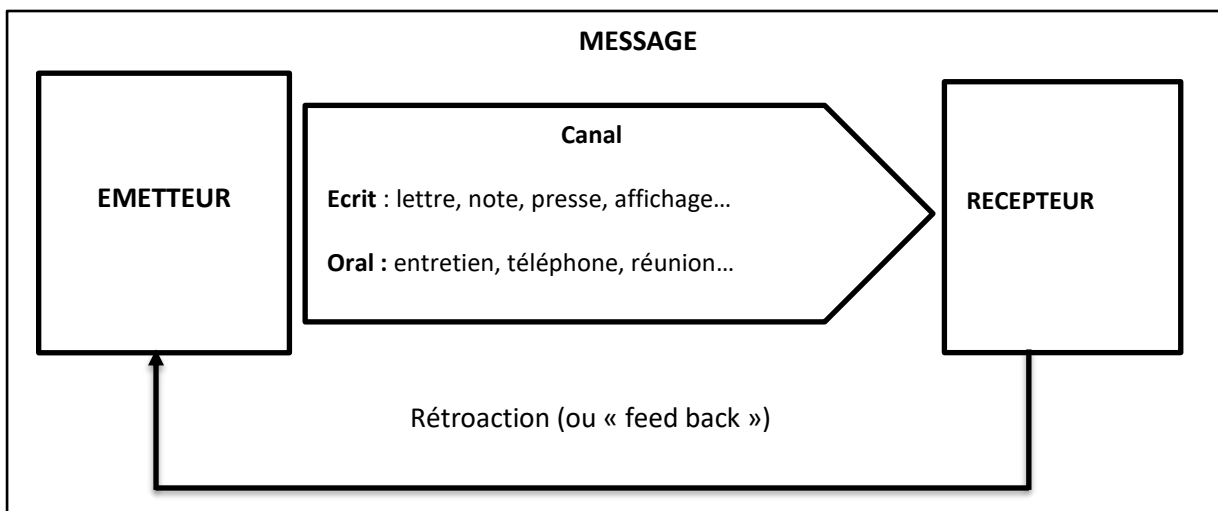 MESSAGE
Canal
EMETTEUR
Ecrit : lettre, note, presse, affichage…
RECEPTEUR
Oral : entretien, téléphone, réunion…
Rétroaction (ou « feed back »)